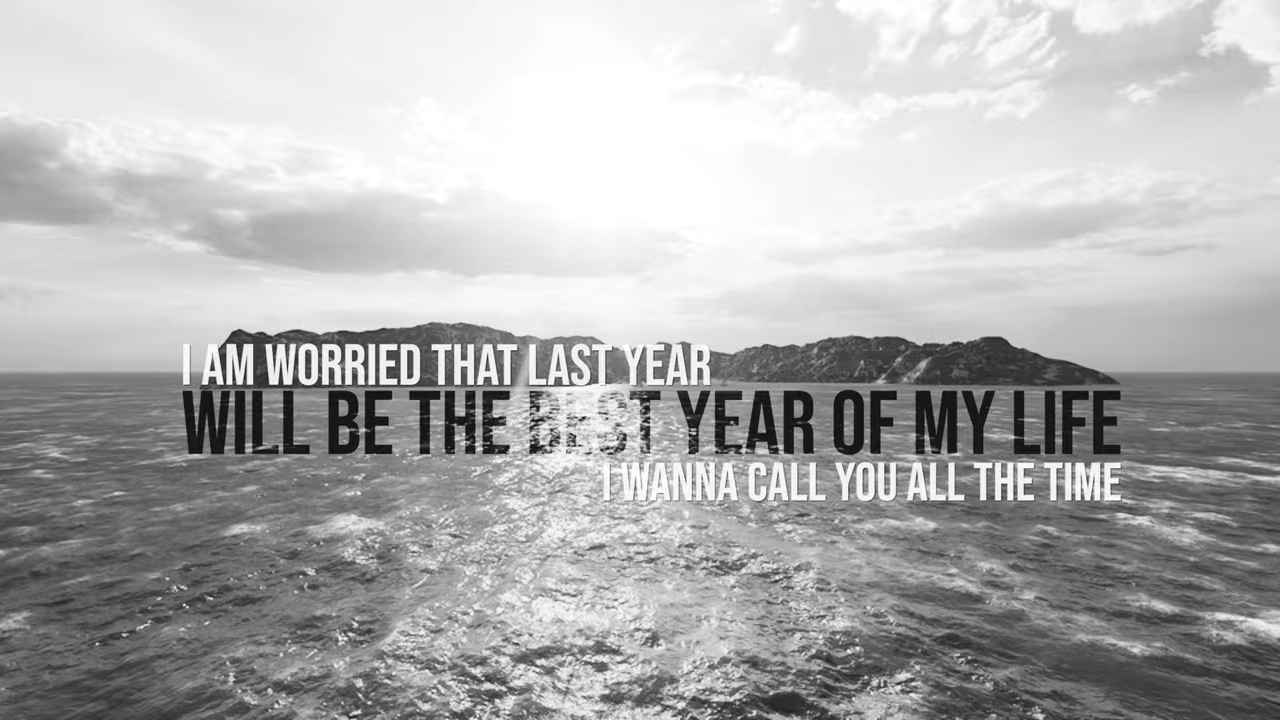 I AM WORRIED THAT LAST YEAR
WILL BE THE BEST YEAR OF MY LIFE
I WANNA CALL YOU ALL THE TIME